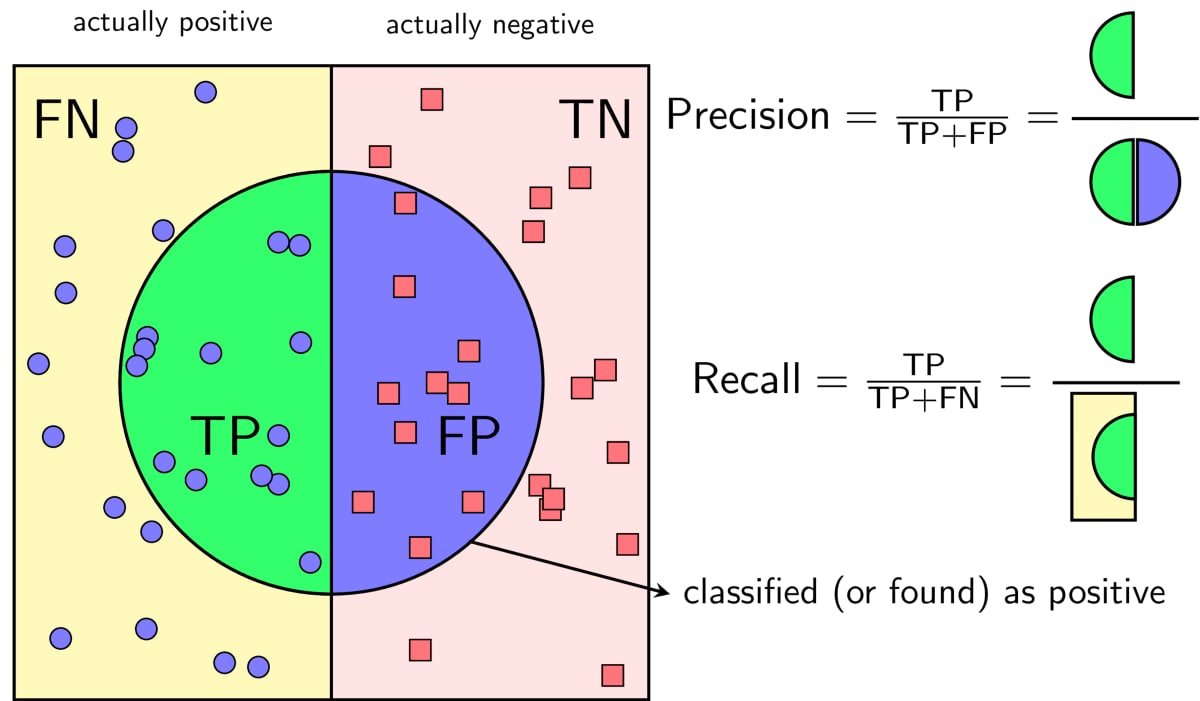 actually positive
actually negative
FN
TN
TP
FP
Precision = TP/TP+FP =
Recall = TP/TP+FN =
classified (or found) as positive